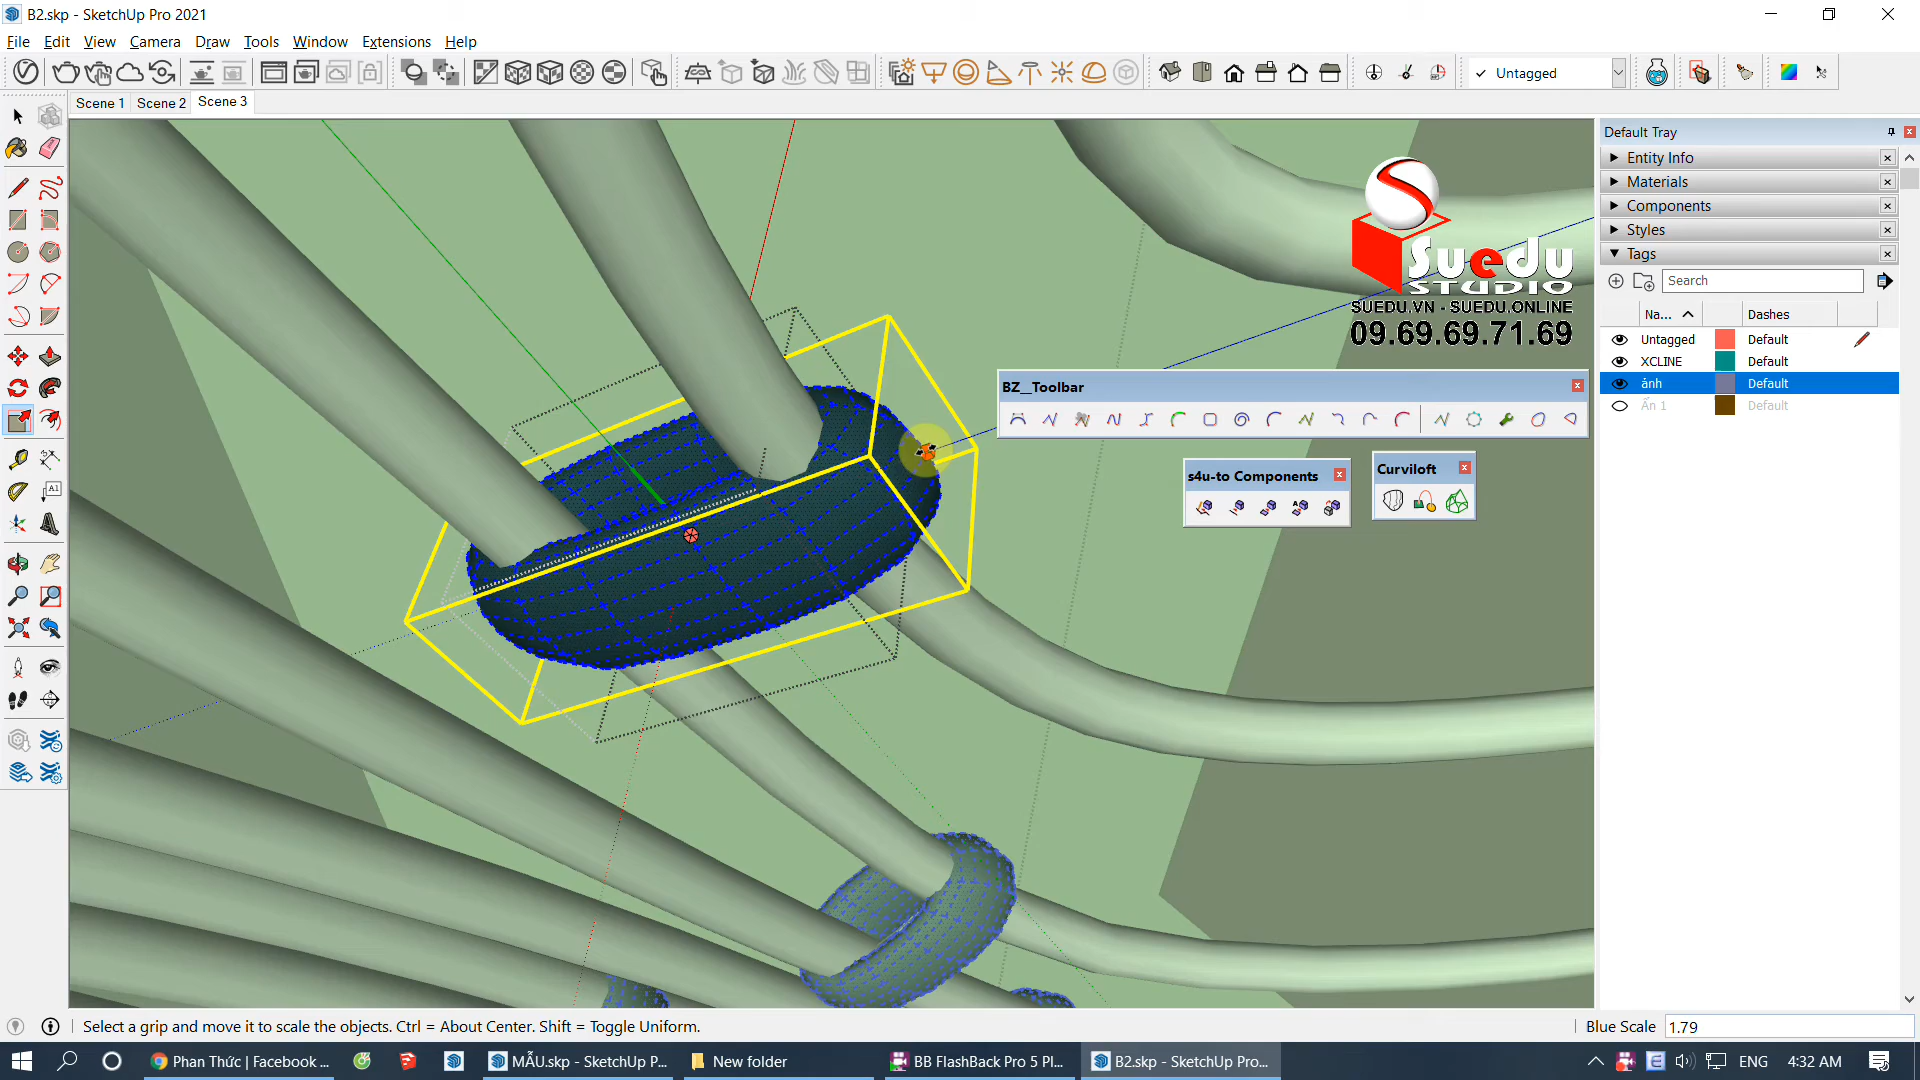 B2.skp - SketchUp Pro 2021
File Edit View Camera Draw Tools Window Extensions Help
Untagged
Scene 1 Scene 2 Scene 3
Default Tray
Entity Info
Materials
Components
Styles
Tags
Search
Na... Dashes
Untagged Default
XCLINE Default
ảnh Default
Ẩn 1 Default
Suedu
STUDIO
SUEDU.VN - SUEDU.ONLINE
09.69.69.71.69
BZ__Toolbar
s4u-to Components
Curviloft
A1
Select a grip and move it to scale the objects. Ctrl = About Center. Shift = Toggle Uniform.
Blue Scale 1.79
Phan Thức | Facebook ...
MẪU.skp - SketchUp P...
New folder
BB FlashBack Pro 5 Pl...
B2.skp - SketchUp Pro...
ENG 4:32 AM